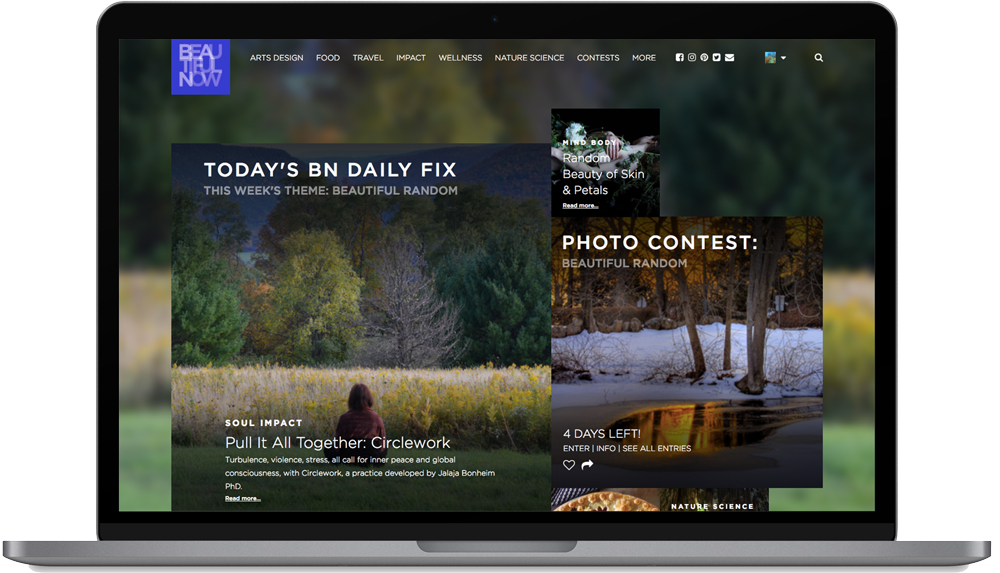 BEAU
TIFUL
NOW
ARTS DESIGN FOOD TRAVEL IMPACT WELLNESS NATURE SCIENCE CONTESTS MORE
MIND BODY
Random
Beauty of Skin
& Petals
Read more...
TODAY'S BN DAILY FIX
THIS WEEK'S THEME: BEAUTIFUL RANDOM
PHOTO CONTEST:
BEAUTIFUL RANDOM
SOUL IMPACT
Pull It All Together: Circlework
Turbulence, violence, stress, all call for inner peace and global
consciousness, with Circlework, a practice developed by Jalaja Bonheim
PhD.
Read more...
4 DAYS LEFT!
ENTER | INFO | SEE ALL ENTRIES
NATURE SCIENCE